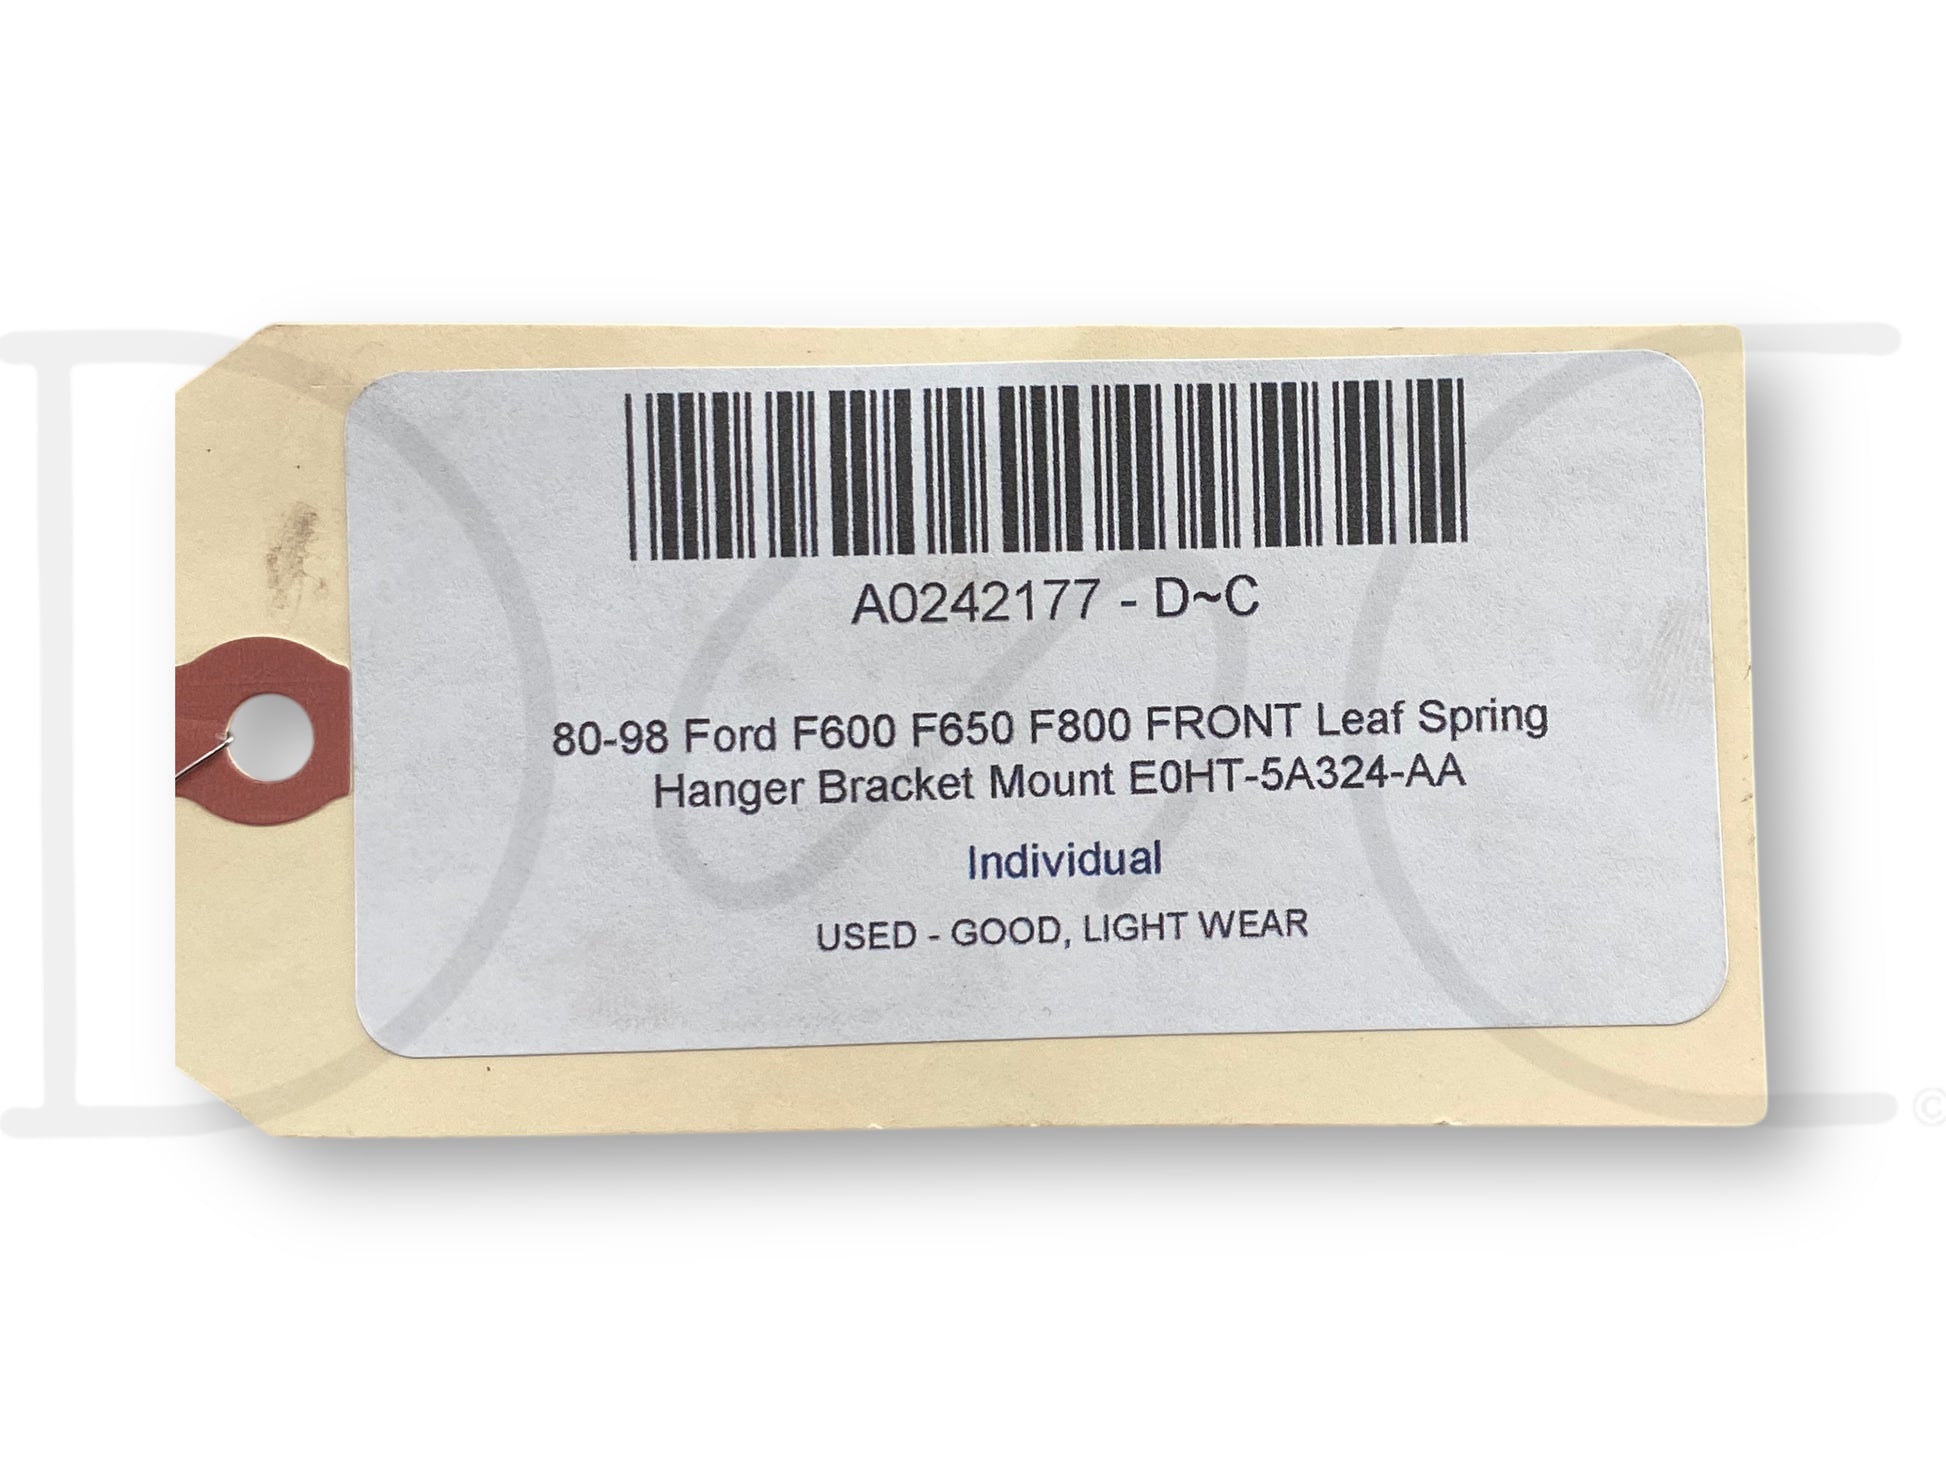 A0242177 - D~C
80-98 Ford F600 F650 F800 FRONT Leaf Spring
Hanger Bracket Mount E0HT-5A324-AA
Individual
USED - GOOD, LIGHT WEAR
D
C
©